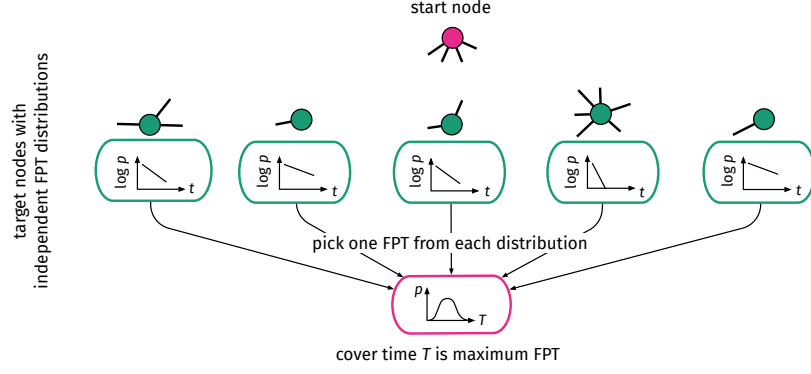 start node
target nodes with
independent FPT distributions
log p
t
log p
t
log p
t
log p
t
log p
t
pick one FPT from each distribution
p
T
cover time T is maximum FPT